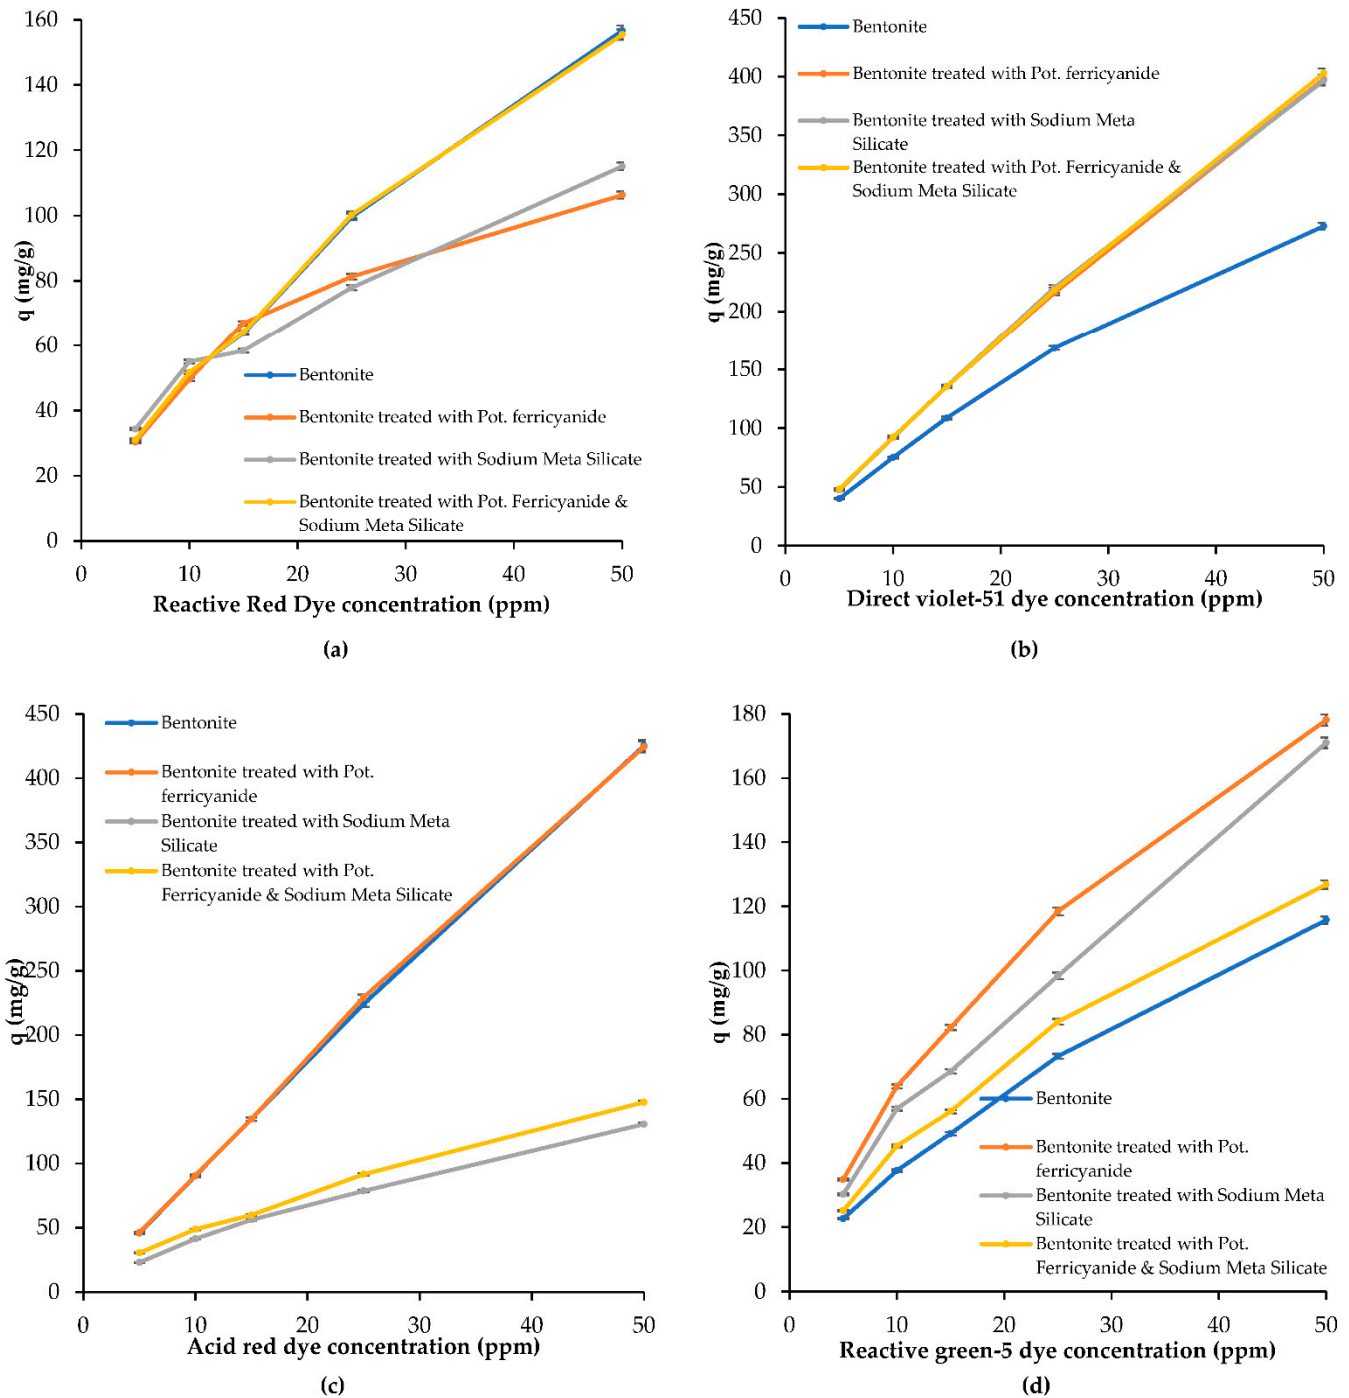 160
140
120
100
80
60
40
20
0
q (mg/g)
Bentonite
Bentonite treated with Pot. ferricyanide
Bentonite treated with Sodium Meta Silicate
Bentonite treated with Pot. Ferricyanide &
Sodium Meta Silicate
0 10 20 30 40 50
Reactive Red Dye concentration (ppm)
(a)
450
400
350
300
250
200
150
100
50
0
q (mg/g)
Bentonite
Bentonite treated with Pot. ferricyanide
Bentonite treated with Sodium Meta
Silicate
Bentonite treated with Pot. Ferricyanide &
Sodium Meta Silicate
0 10 20 30 40 50
Direct violet-51 dye concentration (ppm)
(b)
450
400
350
300
250
200
150
100
50
0
q (mg/g)
Bentonite
Bentonite treated with Pot.
ferricyanide
Bentonite treated with Sodium Meta
Silicate
Bentonite treated with Pot.
Ferricyanide & Sodium Meta Silicate
0 10 20 30 40 50
Acid red dye concentration (ppm)
(c)
180
160
140
120
100
80
60
40
20
0
q (mg/g)
Bentonite
Bentonite treated with Pot.
ferricyanide
Bentonite treated with Sodium Meta
Silicate
Bentonite treated with Pot.
Ferricyanide & Sodium Meta Silicate
0 10 20 30 40 50
Reactive green-5 dye concentration (ppm)
(d)